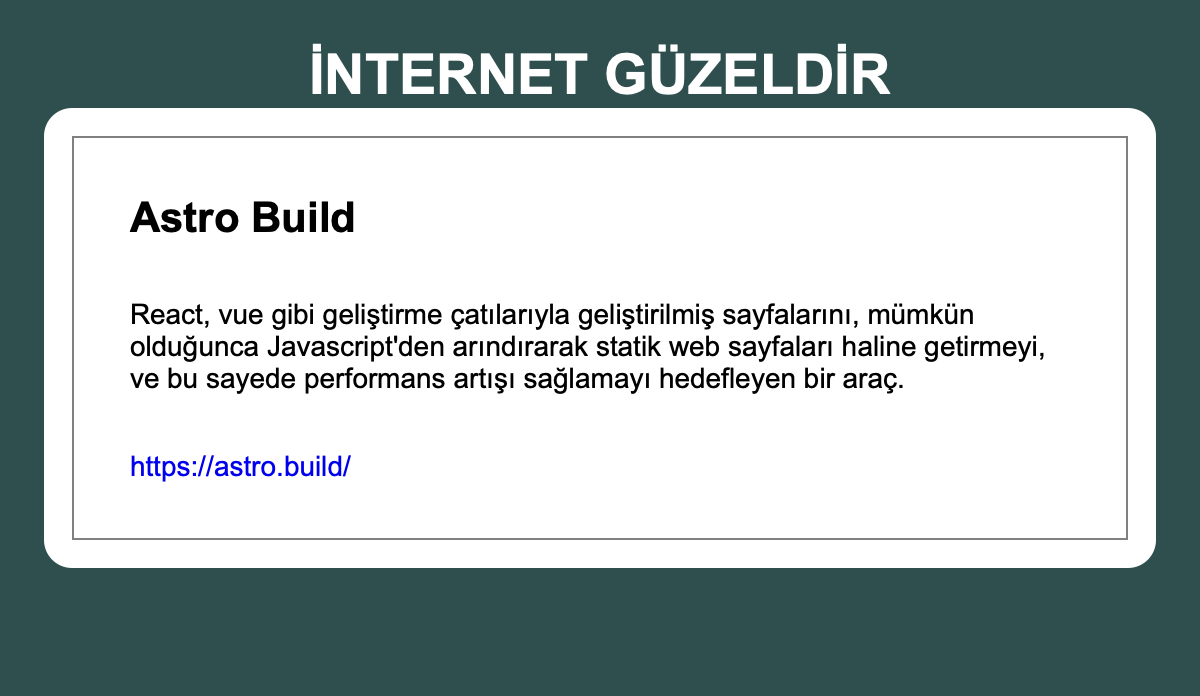 İNTERNET GÜZELDİR
Astro Build
React, vue gibi geliştirme çatılarıyla geliştirilmiş sayfalarını, mümkün
olduğunca Javascript'den arındırarak statik web sayfaları haline getirmeyi,
ve bu sayede performans artışı sağlamayı hedefleyen bir araç.
https://astro.build/